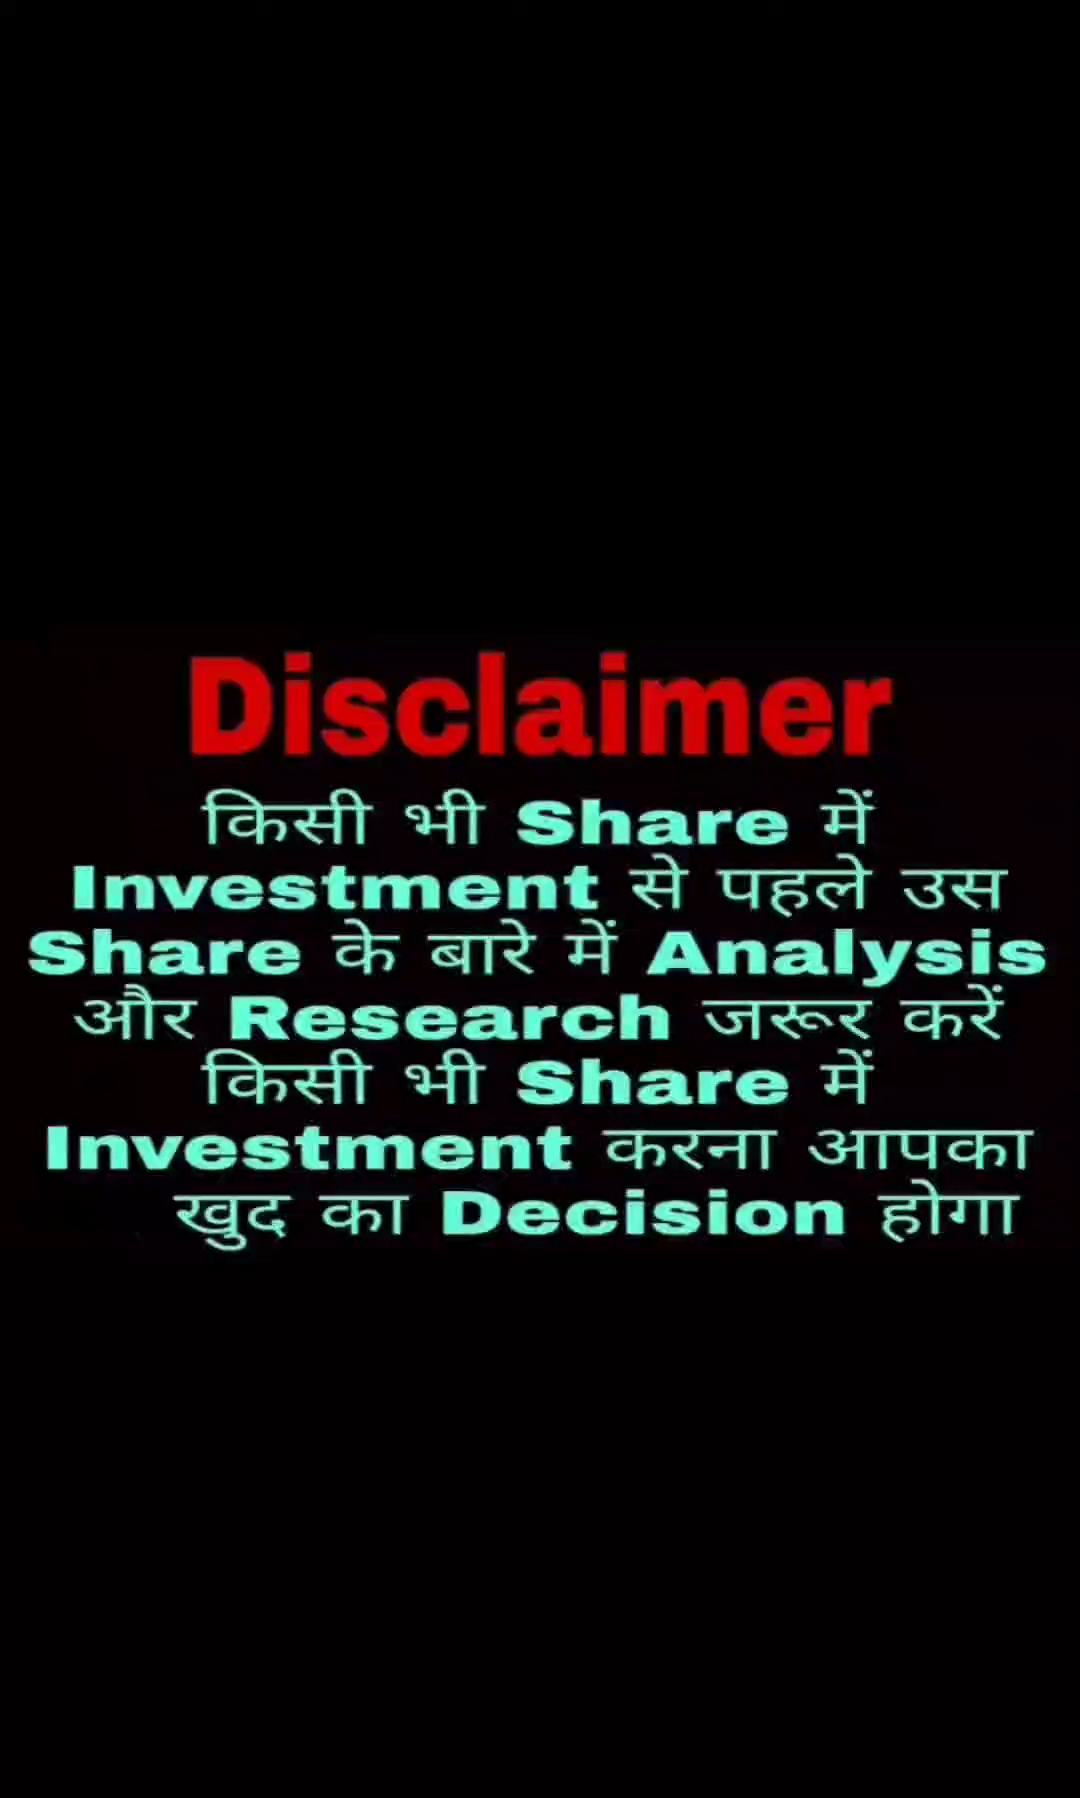 Disclaimer
किसी भी Share में
Investment से पहले उस
Share के बारे में Analysis
और Research जरूर करें
किसी भी Share में
Investment करना आपका
खुद का Decision होगा